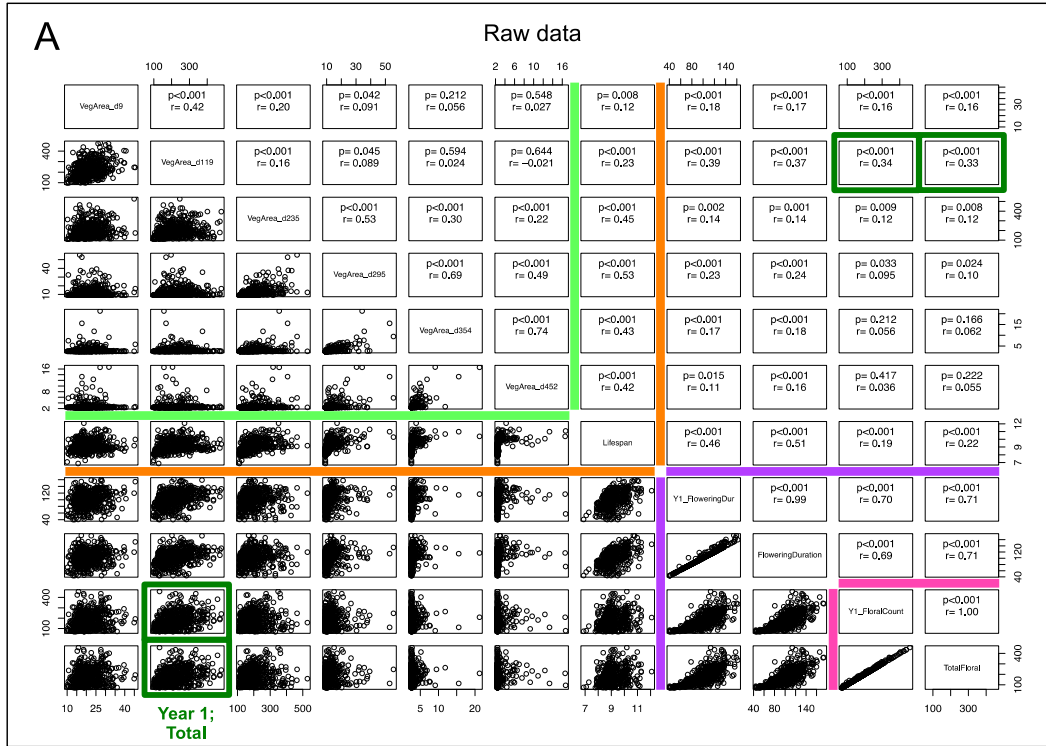 A
Raw data
100 300
10 30 50
2 6 10 16
40 80 140
100 300
VegArea_d9
p<0.001
r= 0.42
p<0.001
r= 0.20
p= 0.042
r= 0.091
p= 0.212
r= 0.056
p= 0.548
r= 0.027
p= 0.008
r= 0.12
p<0.001
r= 0.18
p<0.001
r= 0.17
p<0.001
r= 0.16
p<0.001
r= 0.16
10 30
100 400
VegArea_d119
p<0.001
r= 0.16
p= 0.045
r= 0.089
p= 0.594
r= 0.024
p= 0.644
r= −0.021
p<0.001
r= 0.23
p<0.001
r= 0.39
p<0.001
r= 0.37
p<0.001
r= 0.34
p<0.001
r= 0.33
VegArea_d235
p<0.001
r= 0.53
p<0.001
r= 0.30
p<0.001
r= 0.22
p<0.001
r= 0.45
p= 0.002
r= 0.14
p= 0.001
r= 0.14
p= 0.009
r= 0.12
p= 0.008
r= 0.12
100 400
10 40
VegArea_d295
p<0.001
r= 0.69
p<0.001
r= 0.49
p<0.001
r= 0.53
p<0.001
r= 0.23
p<0.001
r= 0.24
p= 0.033
r= 0.095
p= 0.024
r= 0.10
VegArea_d354
p<0.001
r= 0.74
p<0.001
r= 0.43
p<0.001
r= 0.17
p<0.001
r= 0.18
p= 0.212
r= 0.056
p= 0.166
r= 0.062
5 15
2 8 16
VegArea_d452
p<0.001
r= 0.42
p= 0.015
r= 0.11
p<0.001
r= 0.16
p= 0.417
r= 0.036
p= 0.222
r= 0.055
Lifespan
p<0.001
r= 0.46
p<0.001
r= 0.51
p<0.001
r= 0.19
p<0.001
r= 0.22
7 9 12
40 120
Y1_FloweringDur
p<0.001
r= 0.99
p<0.001
r= 0.70
p<0.001
r= 0.71
FloweringDuration
p<0.001
r= 0.69
p<0.001
r= 0.71
40 120
100 400
Y1_FloralCount
p<0.001
r= 1.00
TotalFloral
100 400
10 25 40
Year 1;
Total
100 300 500
5 10 20
7 9 11
40 80 140
100 300